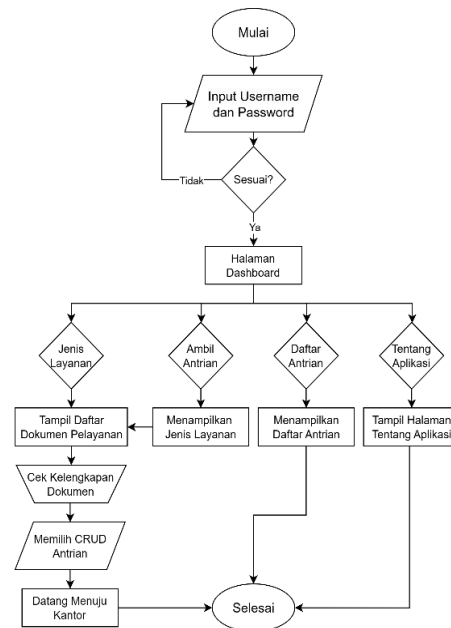 Mulai
Input Username
dan Password
Sesuai?
Tidak
Ya
Halaman
Dashboard
Jenis
Layanan
Ambil
Antrian
Daftar
Antrian
Tentang
Aplikasi
Tampil Daftar
Dokumen Pelayanan
Menampilkan
Jenis Layanan
Menampilkan
Daftar Antrian
Tampil Halaman
Tentang Aplikasi
Cek Kelengkapan
Dokumen
Memilih CRUD
Antrian
Datang Menuju
Kantor
Selesai